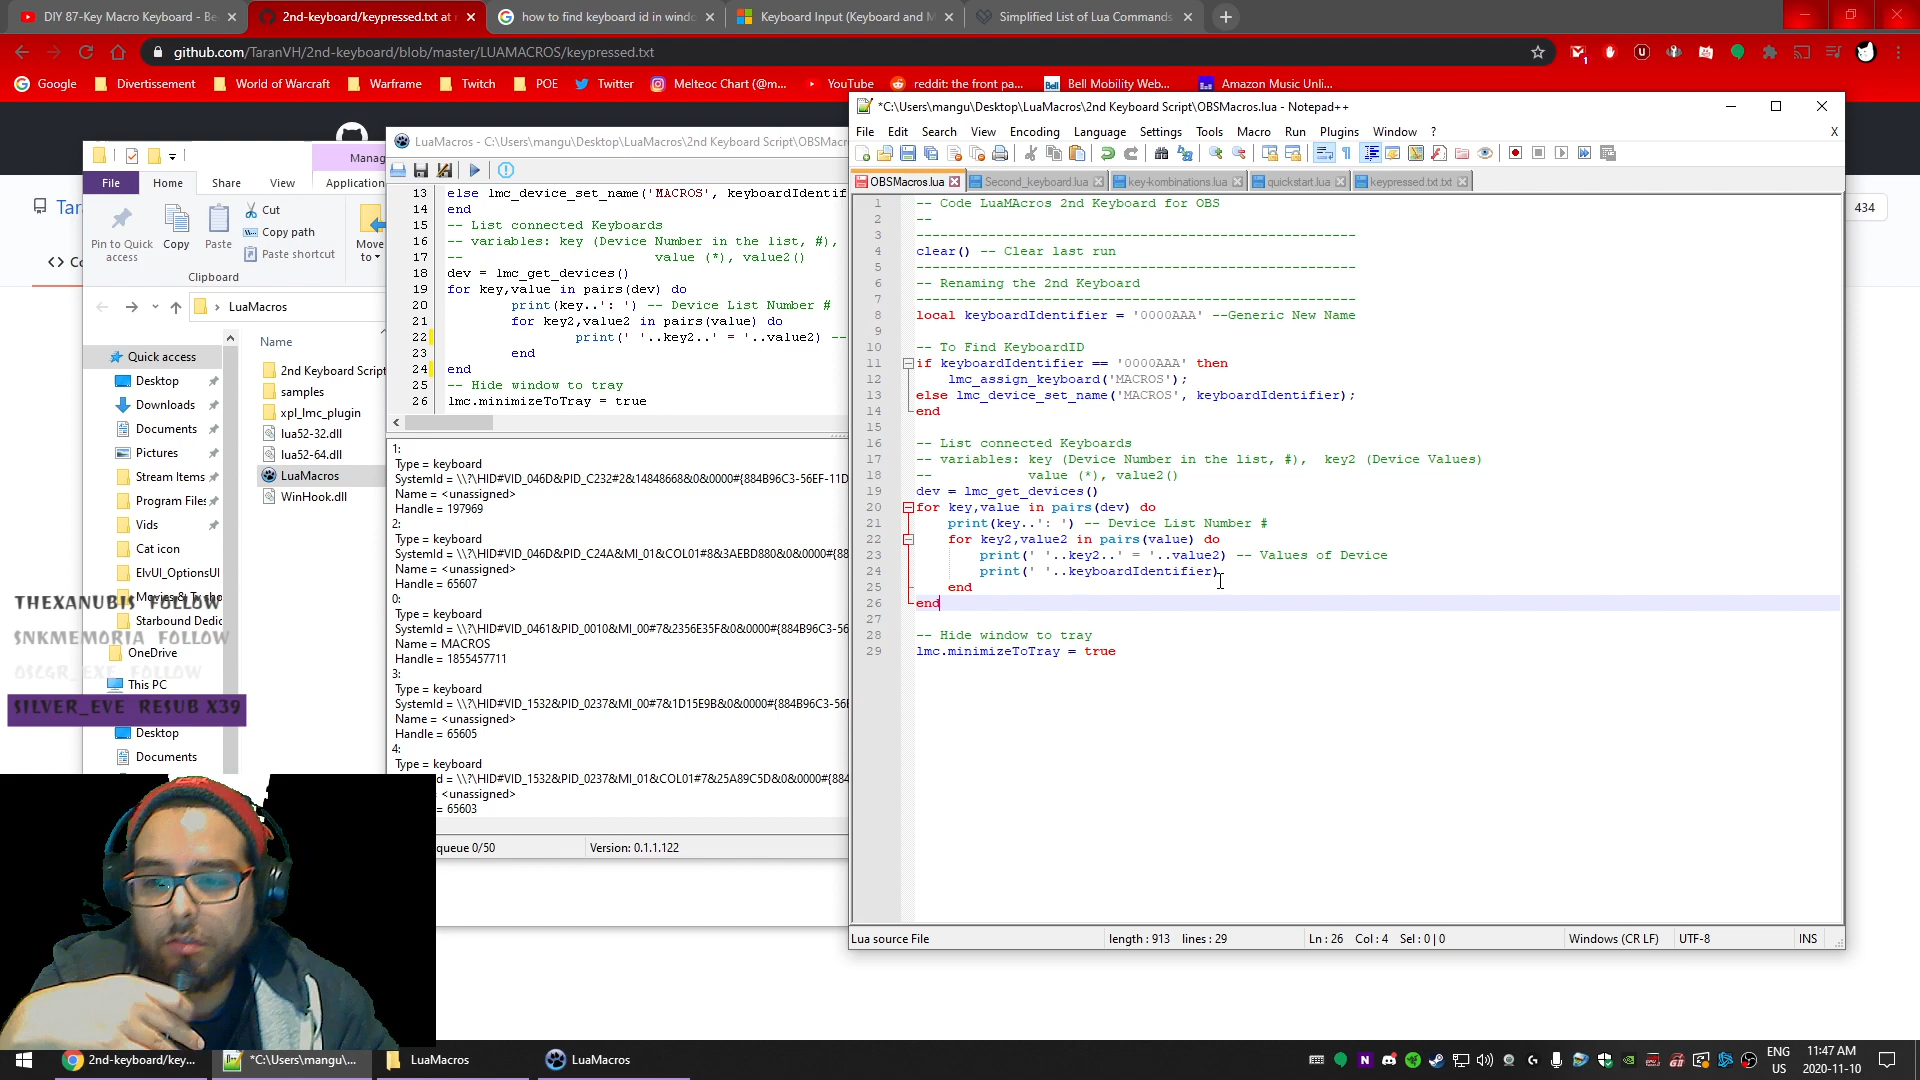 DIY 87-Key Macro Keyboard - Be
2nd-keyboard/keypressed.txt at
how to find keyboard id in windo
Keyboard Input (Keyboard and M
Simplified List of Lua Commands
github.com/TaranVH/2nd-keyboard/blob/master/LUAMACROS/keypressed.txt
Google
Divertissement
World of Warcraft
Warframe
Twitch
POE
Twitter
Melteoc Chart (@m...
YouTube
reddit: the front pa...
Bell Mobility Web...
Amazon Music Unli...
Tar
434
<> Co
Manag
File Home Share View Application
Pin to Quick access
Copy
Paste
Cut
Copy path
Paste shortcut
Move to
Clipboard
LuaMacros
Quick access
Desktop
Downloads
Documents
Pictures
Stream Items
Program Files
Vids
Cat icon
ElvUI_OptionsUI
Movies & Tv sho
Starbound Dedic
OneDrive
This PC
Desktop
Documents
Name
2nd Keyboard Script
samples
xpl_lmc_plugin
lua52-32.dll
lua52-64.dll
LuaMacros
WinHook.dll
THEXANUBIS FOLLOW
SNKMEMORIA FOLLOW
OSCGR_EXE FOLLOW
SILVER_EVE RESUB X39
LuaMacros - C:\Users\mangu\Desktop\LuaMacros\2nd Keyboard Script\OBSMacro
13 else lmc_device_set_name('MACROS', keyboardIdentif
14 end
15 -- List connected Keyboards
16 -- variables: key (Device Number in the list, #),
17 -- value (*), value2()
18 dev = lmc_get_devices()
19 for key,value in pairs(dev) do
20 print(key..': ') -- Device List Number #
21 for key2,value2 in pairs(value) do
22 print(' '..key2..' = '..value2) --
23 end
24 end
25 -- Hide window to tray
26 lmc.minimizeToTray = true
1:
Type = keyboard
SystemId = \\?\HID#VID_046D&PID_C232#2&14848668&0&0000#{884B96C3-56EF-11D
Name = <unassigned>
Handle = 197969
2:
Type = keyboard
SystemId = \\?\HID#VID_046D&PID_C24A&MI_01&COL01#8&3AEBD880&0&0000#{88
Name = <unassigned>
Handle = 65607
0:
Type = keyboard
SystemId = \\?\HID#VID_0461&PID_0010&MI_00#7&2356E35F&0&0000#{884B96C3-56
Name = MACROS
Handle = 1855457711
3:
Type = keyboard
SystemId = \\?\HID#VID_1532&PID_0237&MI_00#7&1D15E9B&0&0000#{884B96C3-56E
Name = <unassigned>
Handle = 65605
4:
Type = keyboard
d = \\?\HID#VID_1532&PID_0237&MI_01&COL01#7&25A89C5D&0&0000#{884
<unassigned>
= 65603
queue 0/50
Version: 0.1.1.122
*C:\Users\mangu\Desktop\LuaMacros\2nd Keyboard Script\OBSMacros.lua - Notepad++
File Edit Search View Encoding Language Settings Tools Macro Run Plugins Window ? X
OBSMacros.lua Second_keyboard.lua key-kombinations.lua quickstart.lua keypressed.txt.txt
1 -- Code LuaMAcros 2nd Keyboard for OBS
2 --
3 -------------------------------------------------------
4 clear() -- Clear last run
5 -------------------------------------------------------
6 -- Renaming the 2nd Keyboard
7 -------------------------------------------------------
8 local keyboardIdentifier = '0000AAA' --Generic New Name
9
10 -- To Find KeyboardID
11 if keyboardIdentifier == '0000AAA' then
12 lmc_assign_keyboard('MACROS');
13 else lmc_device_set_name('MACROS', keyboardIdentifier);
14 end
15
16 -- List connected Keyboards
17 -- variables: key (Device Number in the list, #), key2 (Device Values)
18 -- value (*), value2()
19 dev = lmc_get_devices()
20 for key,value in pairs(dev) do
21 print(key..': ') -- Device List Number #
22 for key2,value2 in pairs(value) do
23 print(' '..key2..' = '..value2) -- Values of Device
24 print(' '..keyboardIdentifier)
25 end
26 end
27
28 -- Hide window to tray
29 lmc.minimizeToTray = true
Lua source File
length : 913 lines : 29
Ln : 26 Col : 4 Sel : 0 | 0
Windows (CR LF)
UTF-8
INS
2nd-keyboard/key...
*C:\Users\mangu\...
LuaMacros
LuaMacros
ENG
US
11:47 AM
2020-11-10